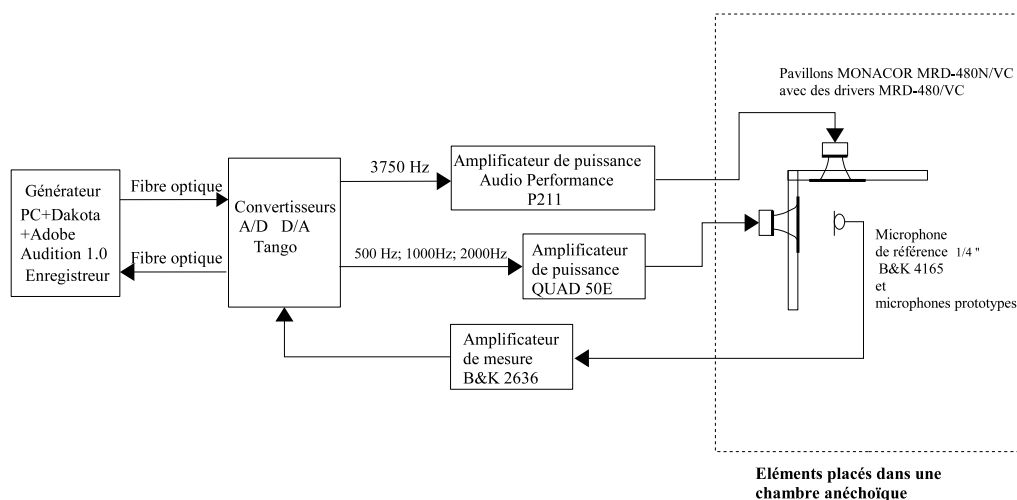 Générateur
PC+Dakota
+Adobe
Audition 1.0
Enregistreur
Fibre optique
Fibre optique
Convertisseurs
A/D D/A
Tango
3750 Hz
Amplificateur de puissance
Audio Performance
P211
500 Hz; 1000Hz; 2000Hz
Amplificateur
de puissance
QUAD 50E
Amplificateur
de mesure
B&K 2636
Pavillons MONACOR MRD-480N/VC
avec des drivers MRD-480/VC
Microphone
de référence 1/4 "
B&K 4165
et
microphones prototypes
Eléments placés dans une
chambre anéchoïque